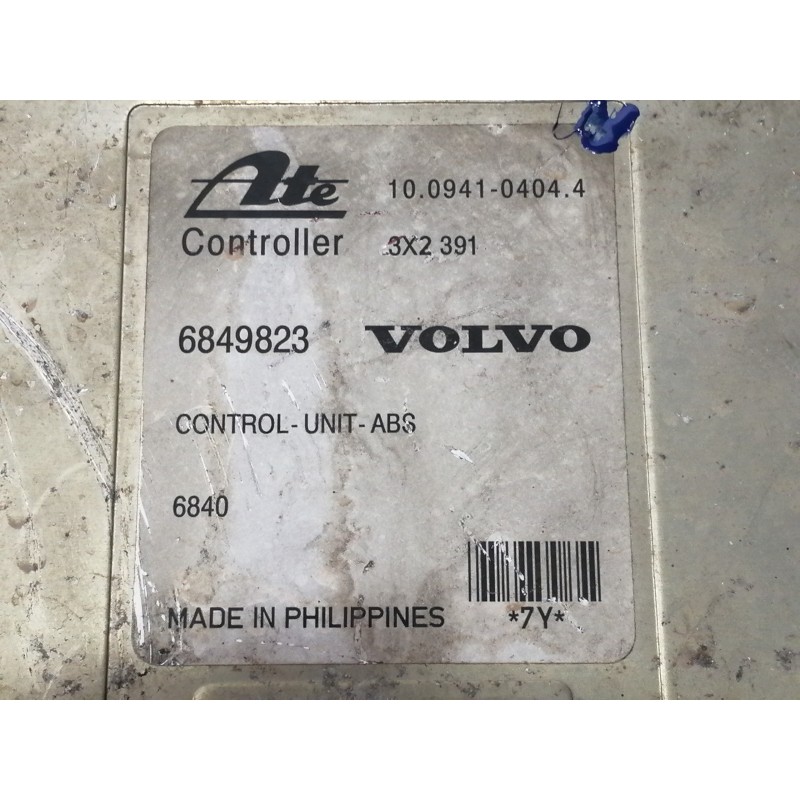 Ate 10.0941-0404.4
Controller 3X2 391
6849823 VOLVO
CONTROL-UNIT-ABS
6840
MADE IN PHILIPPINES *7Y*